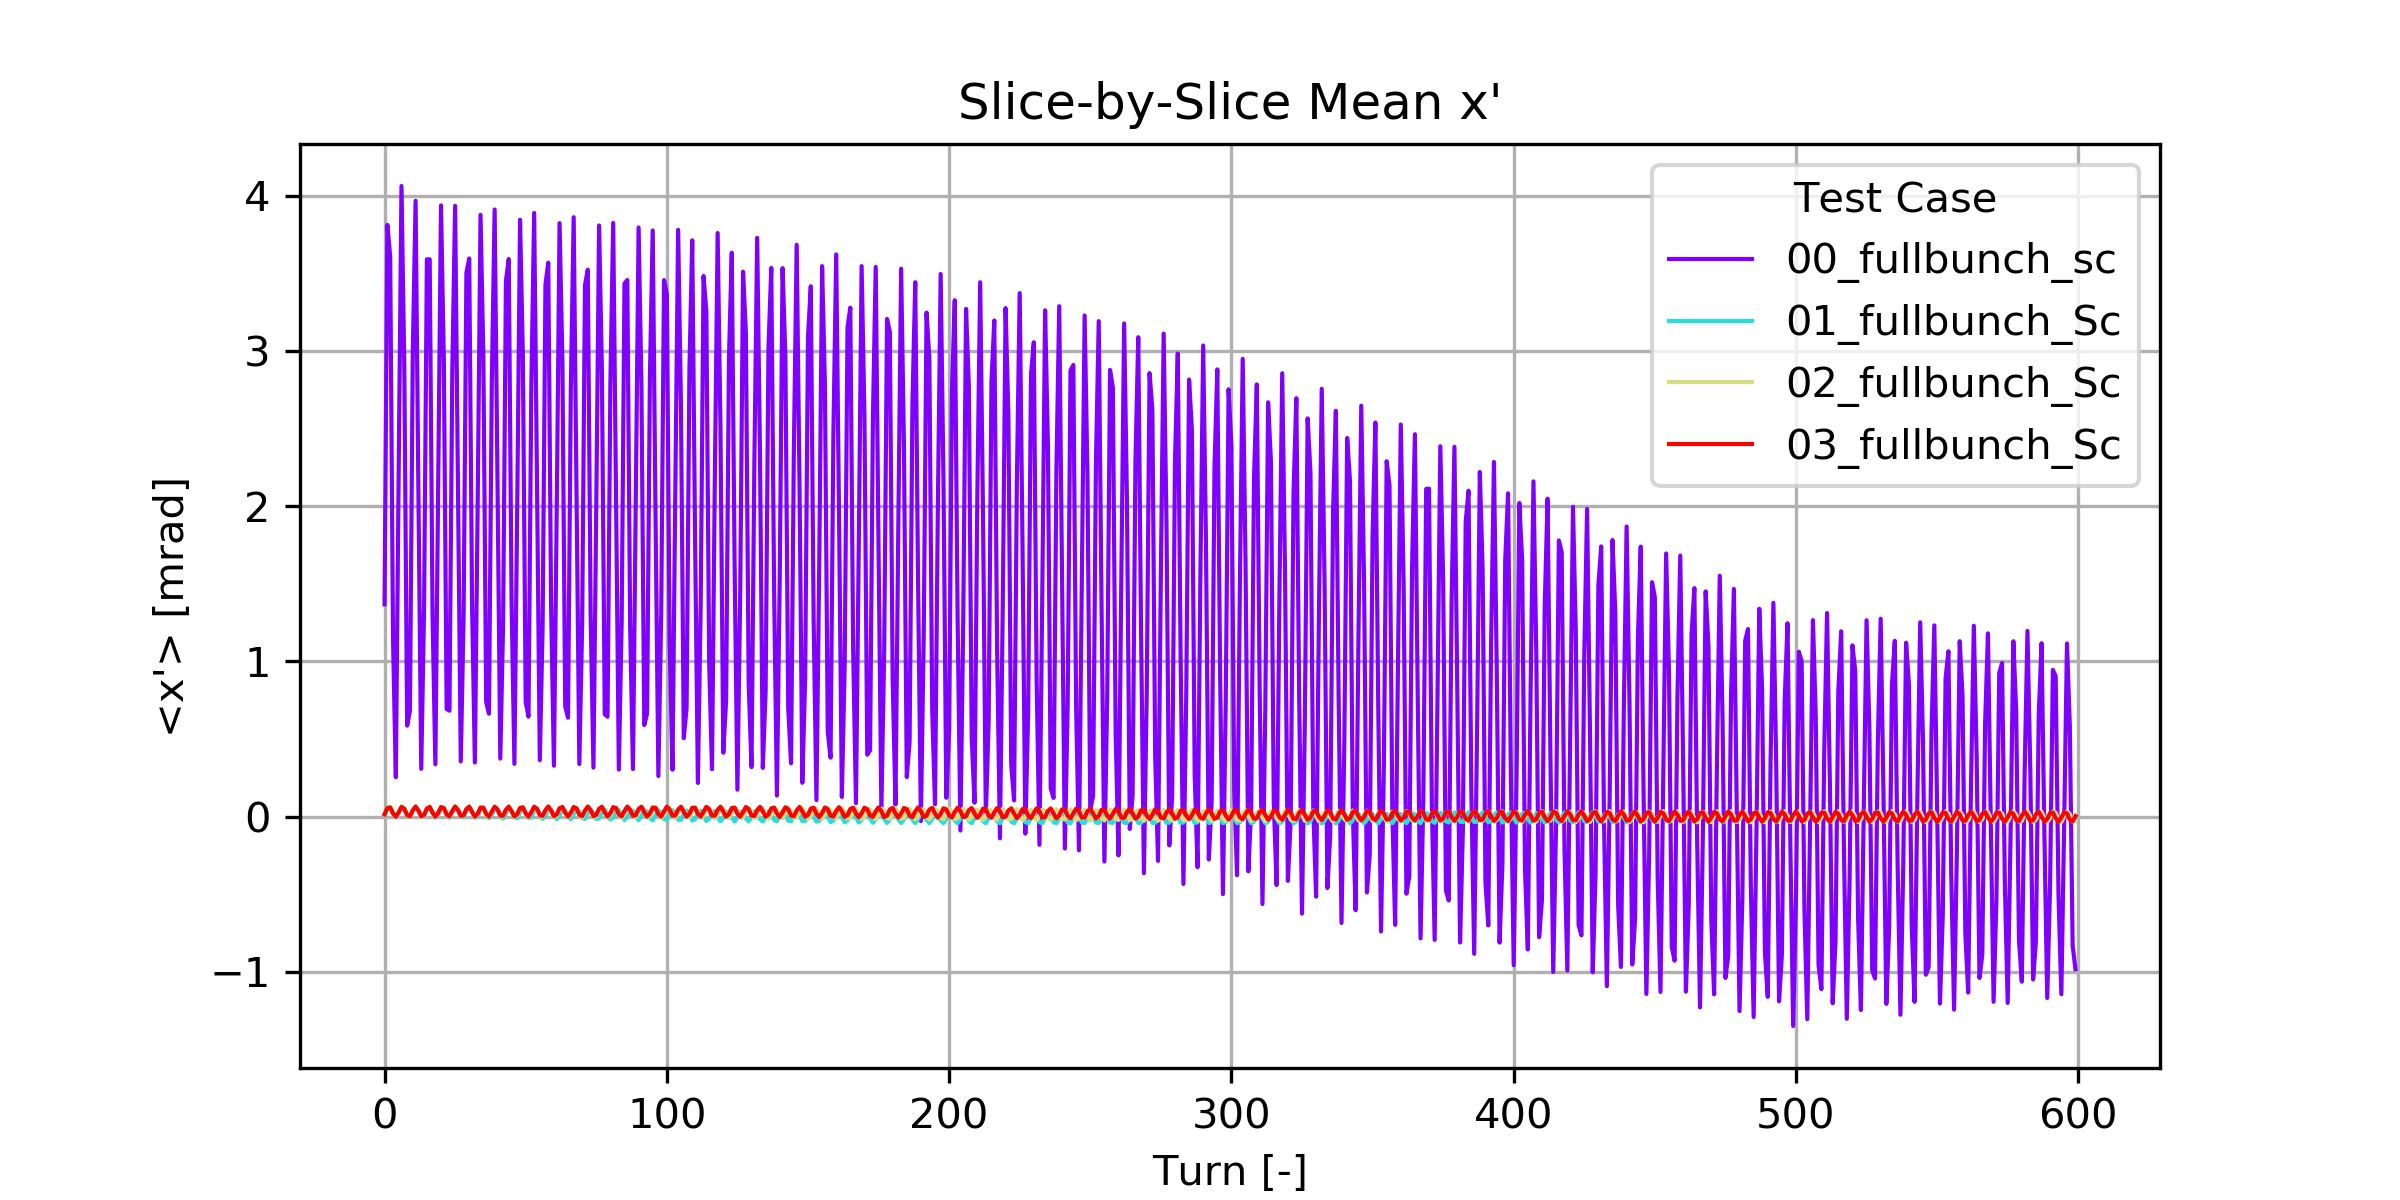 Slice-by-Slice Mean x'
<x'> [mrad]
4
3
2
1
0
−1
0 100 200 300 400 500 600
Turn [-]
Test Case
00_fullbunch_sc
01_fullbunch_Sc
02_fullbunch_Sc
03_fullbunch_Sc